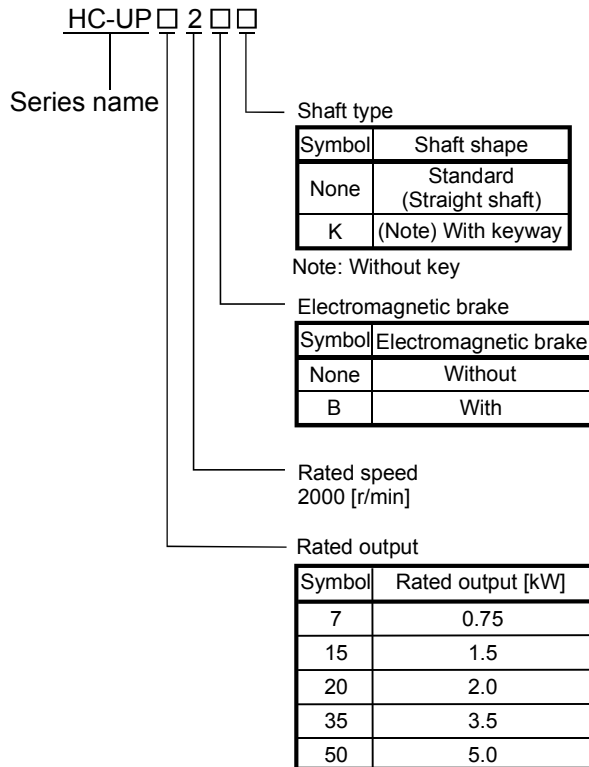 HC-UP□2□□
Series name
Shaft type
Symbol Shaft shape
None Standard
(Straight shaft)
K (Note) With keyway
Note: Without key
Electromagnetic brake
Symbol Electromagnetic brake
None Without
B With
Rated speed
2000 [r/min]
Rated output
Symbol Rated output [kW]
7 0.75
15 1.5
20 2.0
35 3.5
50 5.0